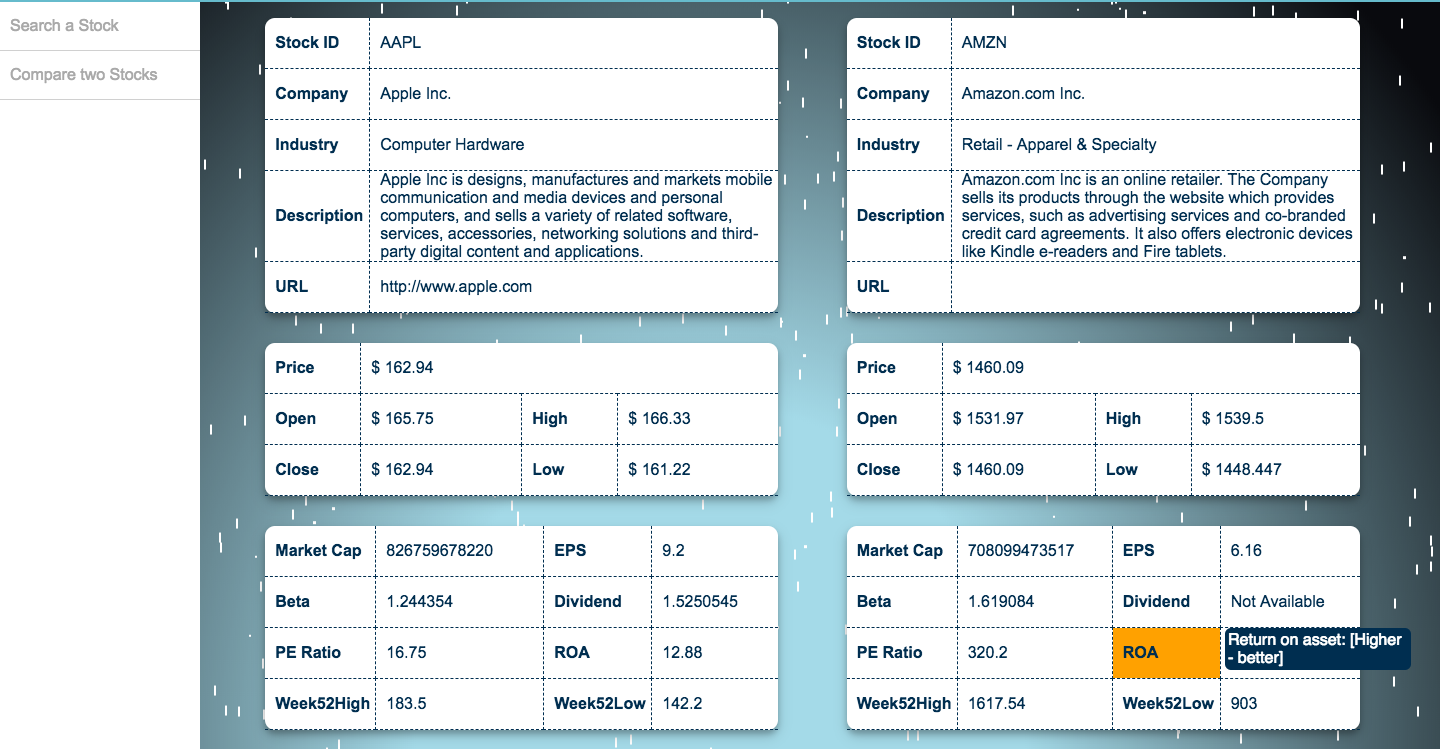 Search a Stock
Compare two Stocks
Stock ID AAPL
Company Apple Inc.
Industry Computer Hardware
Description Apple Inc is designs, manufactures and markets mobile
communication and media devices and personal
computers, and sells a variety of related software,
services, accessories, networking solutions and third-
party digital content and applications.
URL http://www.apple.com
Price $ 162.94
Open $ 165.75 High $ 166.33
Close $ 162.94 Low $ 161.22
Market Cap 826759678220 EPS 9.2
Beta 1.244354 Dividend 1.5250545
PE Ratio 16.75 ROA 12.88
Week52High 183.5 Week52Low 142.2
Stock ID AMZN
Company Amazon.com Inc.
Industry Retail - Apparel & Specialty
Description Amazon.com Inc is an online retailer. The Company
sells its products through the website which provides
services, such as advertising services and co-branded
credit card agreements. It also offers electronic devices
like Kindle e-readers and Fire tablets.
URL
Price $ 1460.09
Open $ 1531.97 High $ 1539.5
Close $ 1460.09 Low $ 1448.447
Market Cap 708099473517 EPS 6.16
Beta 1.619084 Dividend Not Available
PE Ratio 320.2 ROA Return on asset: [Higher
- better]
Week52High 1617.54 Week52Low 903